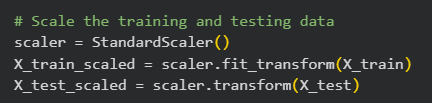 # Scale the training and testing data
scaler = StandardScaler()
X_train_scaled = scaler.fit_transform(X_train)
X_test_scaled = scaler.transform(X_test)